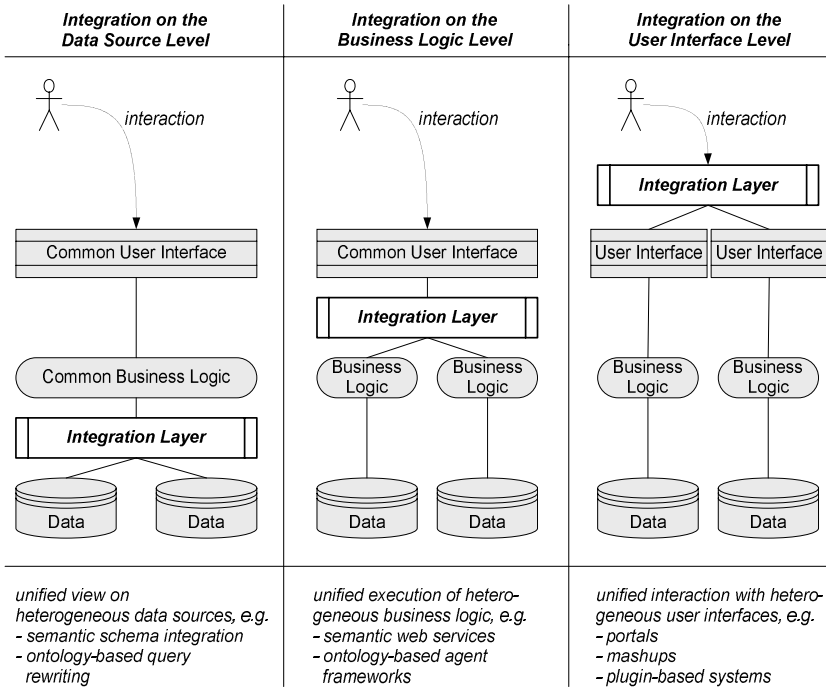 Integration on the
Data Source Level
interaction
Common User Interface
Common Business Logic
Integration Layer
Data
Data
unified view on
heterogeneous data sources, e.g.
- semantic schema integration
- ontology-based query
rewriting
Integration on the
Business Logic Level
interaction
Common User Interface
Integration Layer
Business
Logic
Business
Logic
Data
Data
unified execution of hetero-
geneous business logic, e.g.
- semantic web services
- ontology-based agent
frameworks
Integration on the
User Interface Level
interaction
Integration Layer
User Interface
User Interface
Business
Logic
Business
Logic
Data
Data
unified interaction with heter-
geneous user interfaces, e.g.
- portals
- mashups
- plugin-based systems